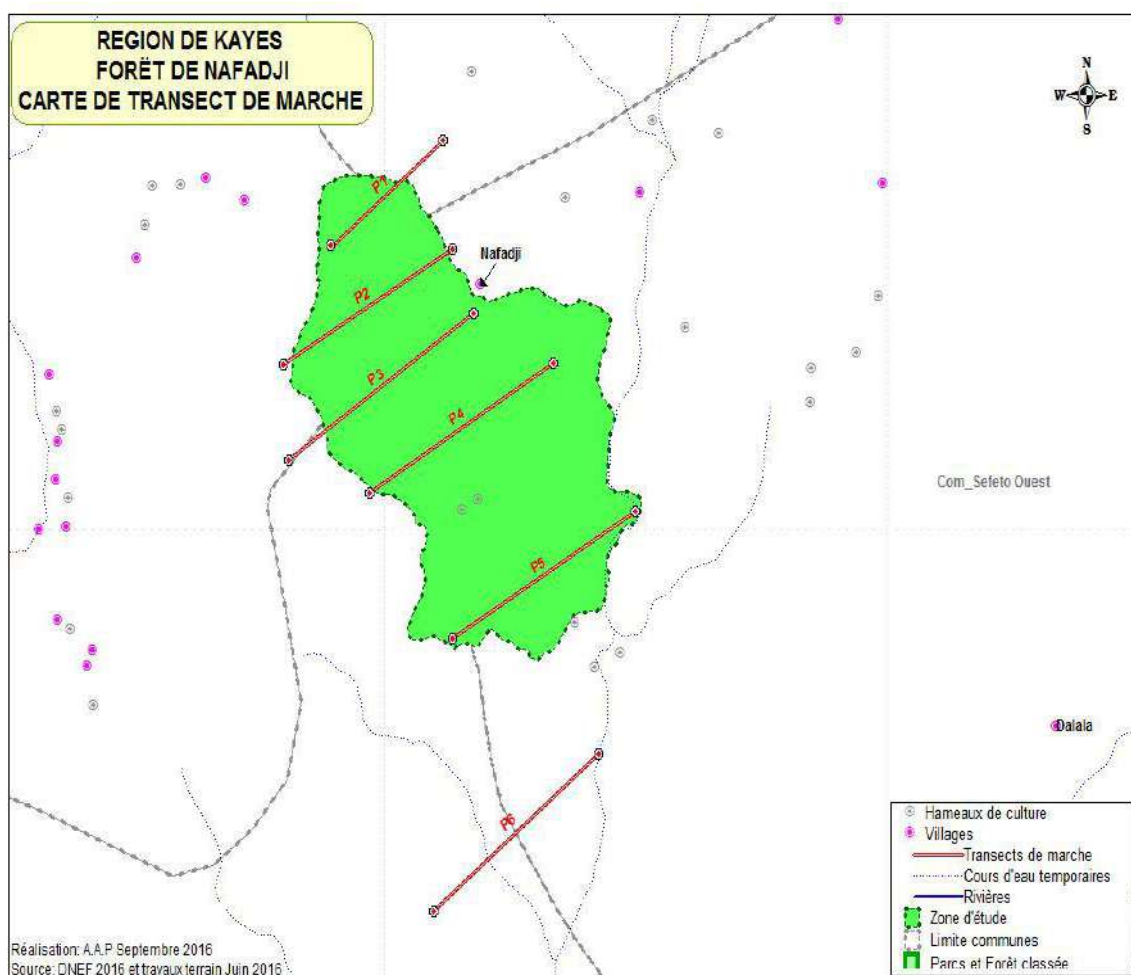 REGION DE KAYES
FORËT DE NAFADJI
CARTE DE TRANSECT DE MARCHE
N
W E
S
P1
Nafadji
P2
P3
P4
Com_Sefeto Ouest
P5
Dalala
P6
Hameaux de culture
Villages
Transects de marche
Cours d'eau temporaires
Rivières
Zone d'étude
Limite communes
Parcs et Forêt classée
Réalisation: A.A.P Septembre 2016
Source: DNEF 2016 et travaux terrain Juin 2016